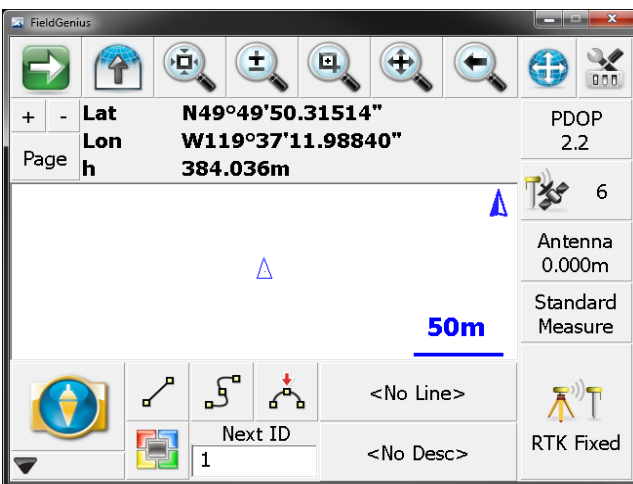 FieldGenius
+ - Lat N49°49'50.31514"
Lon W119°37'11.98840"
Page h 384.036m
PDOP
2.2
6
Antenna
0.000m
Standard
Measure
50m
<No Line>
Next ID
1
<No Desc>
RTK Fixed